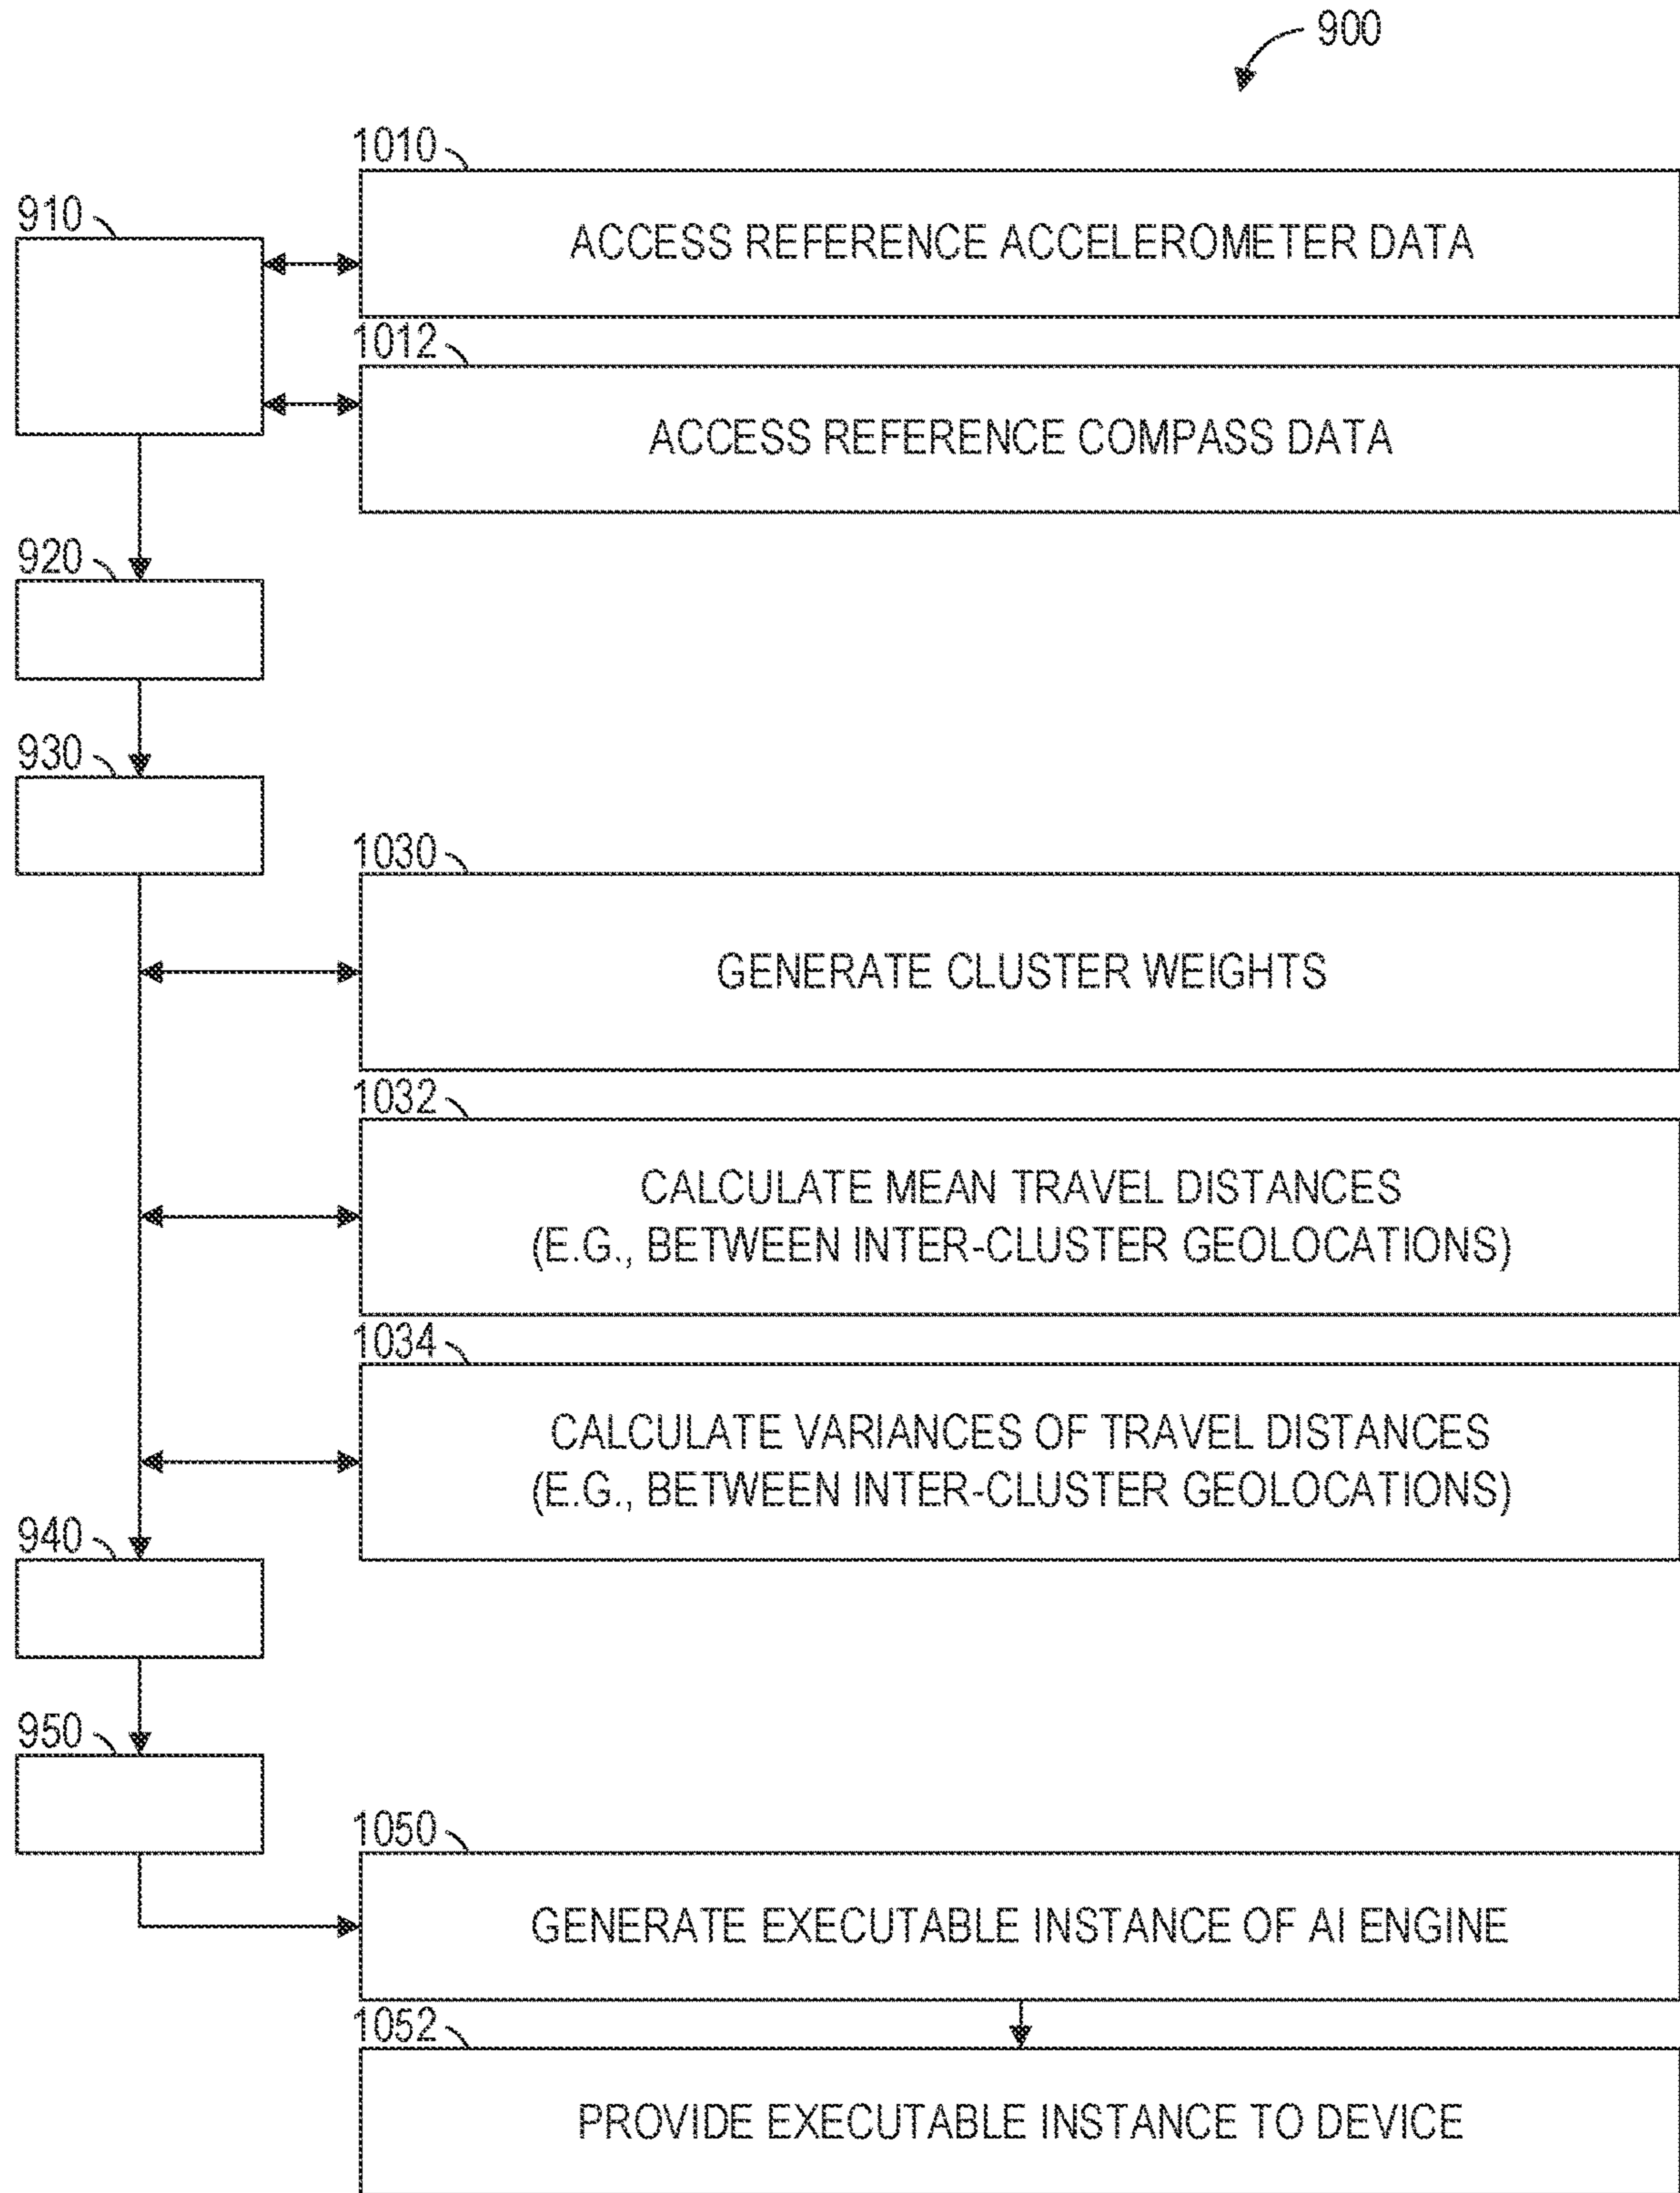 900
1010
ACCESS REFERENCE ACCELEROMETER DATA
910
1012
ACCESS REFERENCE COMPASS DATA
920
930
1030
GENERATE CLUSTER WEIGHTS
1032
CALCULATE MEAN TRAVEL DISTANCES
(E.G., BETWEEN INTER-CLUSTER GEOLOCATIONS)
1034
CALCULATE VARIANCES OF TRAVEL DISTANCES
(E.G., BETWEEN INTER-CLUSTER GEOLOCATIONS)
940
950
1050
GENERATE EXECUTABLE INSTANCE OF AI ENGINE
1052
PROVIDE EXECUTABLE INSTANCE TO DEVICE